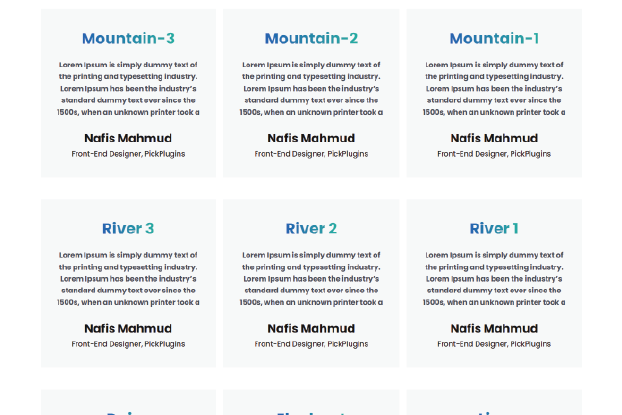 Mountain-3
Lorem Ipsum is simply dummy text of
the printing and typesetting industry.
Lorem Ipsum has been the industry's
standard dummy text ever since the
1500s, when an unknown printer took a
Nafis Mahmud
Front-End Designer, PickPlugins
Mountain-2
Lorem Ipsum is simply dummy text of
the printing and typesetting industry.
Lorem Ipsum has been the industry's
standard dummy text ever since the
1500s, when an unknown printer took a
Nafis Mahmud
Front-End Designer, PickPlugins
Mountain-1
Lorem Ipsum is simply dummy text of
the printing and typesetting industry.
Lorem Ipsum has been the industry's
standard dummy text ever since the
1500s, when an unknown printer took a
Nafis Mahmud
Front-End Designer, PickPlugins
River 3
Lorem Ipsum is simply dummy text of
the printing and typesetting industry.
Lorem Ipsum has been the industry's
standard dummy text ever since the
1500s, when an unknown printer took a
Nafis Mahmud
Front-End Designer, PickPlugins
River 2
Lorem Ipsum is simply dummy text of
the printing and typesetting industry.
Lorem Ipsum has been the industry's
standard dummy text ever since the
1500s, when an unknown printer took a
Nafis Mahmud
Front-End Designer, PickPlugins
River 1
Lorem Ipsum is simply dummy text of
the printing and typesetting industry.
Lorem Ipsum has been the industry's
standard dummy text ever since the
1500s, when an unknown printer took a
Nafis Mahmud
Front-End Designer, PickPlugins